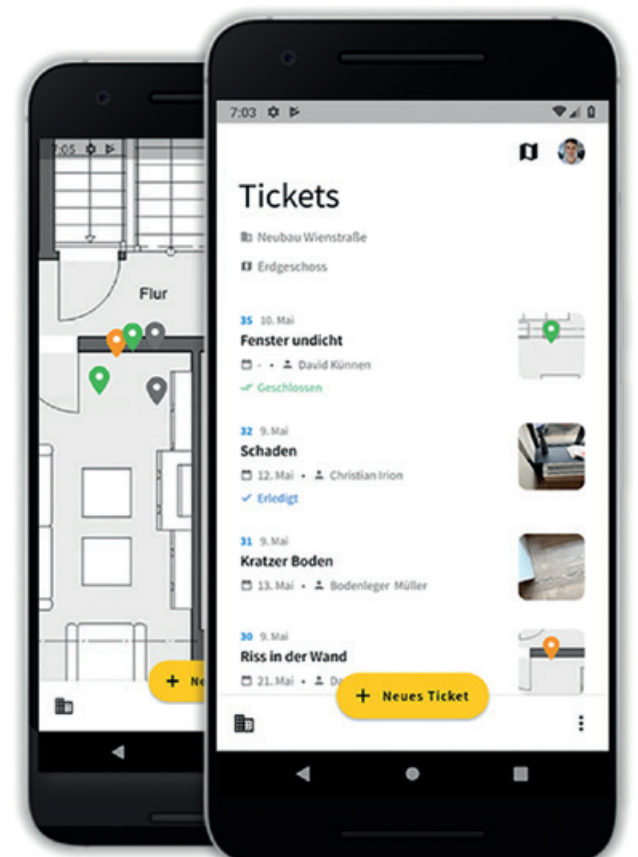 7:05
Flur
+ Ne
7:03
Tickets
Neubau Wienstraße
Erdgeschoss
35 10. Mai
Fenster undicht
- • David Künnen
Geschlossen
32 9. Mai
Schaden
12. Mai • Christian Irion
Erledigt
31 9. Mai
Kratzer Boden
13. Mai • Bodenleger Müller
30 9. Mai
Riss in der Wand
21. Mai • Da
+ Neues Ticket